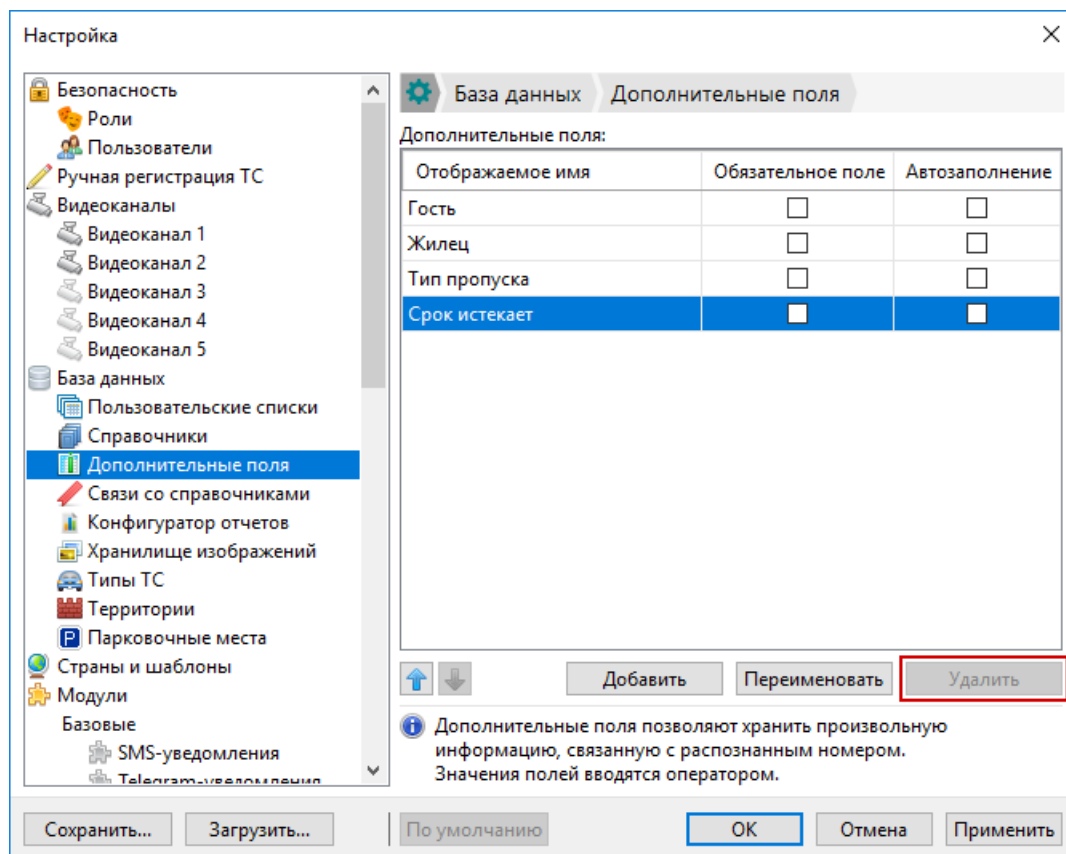 Настройка
Безопасность
Роли
Пользователи
Ручная регистрация ТС
Видеоканалы
Видеоканал 1
Видеоканал 2
Видеоканал 3
Видеоканал 4
Видеоканал 5
База данных
Пользовательские списки
Справочники
Дополнительные поля
Связи со справочниками
Конфигуратор отчетов
Хранилище изображений
Типы ТС
Территории
P Парковочные места
Страны и шаблоны
Модули
Базовые
SMS-уведомления
Telegram-уведомления
База данных Дополнительные поля
Дополнительные поля:
Отображаемое имя Обязательное поле Автозаполнение
Гость
Жилец
Тип пропуска
Срок истекает
Добавить Переименовать Удалить
Дополнительные поля позволяют хранить произвольную
информацию, связанную с распознанным номером.
Значения полей вводятся оператором.
Сохранить... Загрузить... По умолчанию OK Отмена Применить